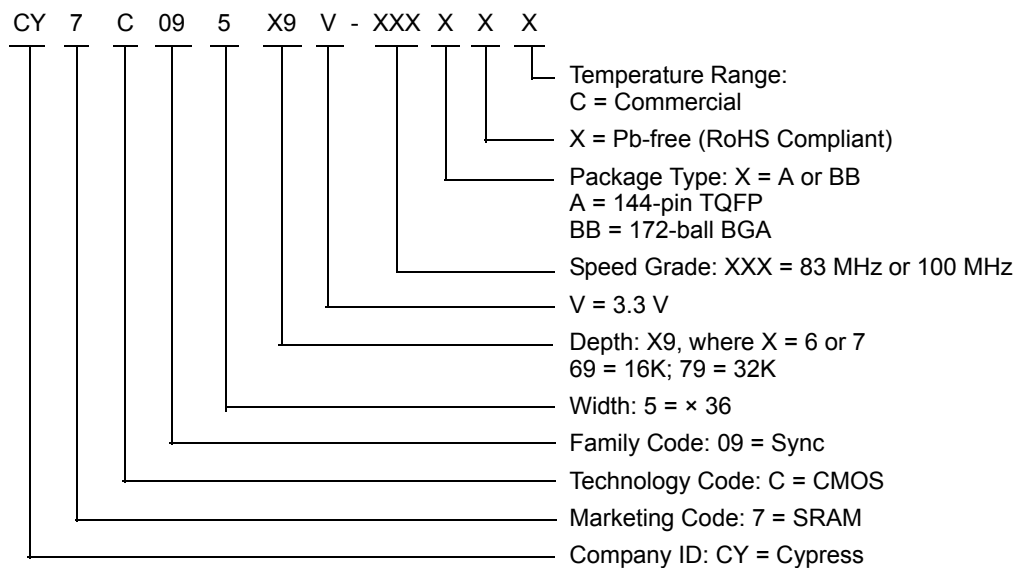 CY 7 C 09 5 X9 V - XXX X X X
Temperature Range:
C = Commercial
X = Pb-free (RoHS Compliant)
Package Type: X = A or BB
A = 144-pin TQFP
BB = 172-ball BGA
Speed Grade: XXX = 83 MHz or 100 MHz
V = 3.3 V
Depth: X9, where X = 6 or 7
69 = 16K; 79 = 32K
Width: 5 = × 36
Family Code: 09 = Sync
Technology Code: C = CMOS
Marketing Code: 7 = SRAM
Company ID: CY = Cypress